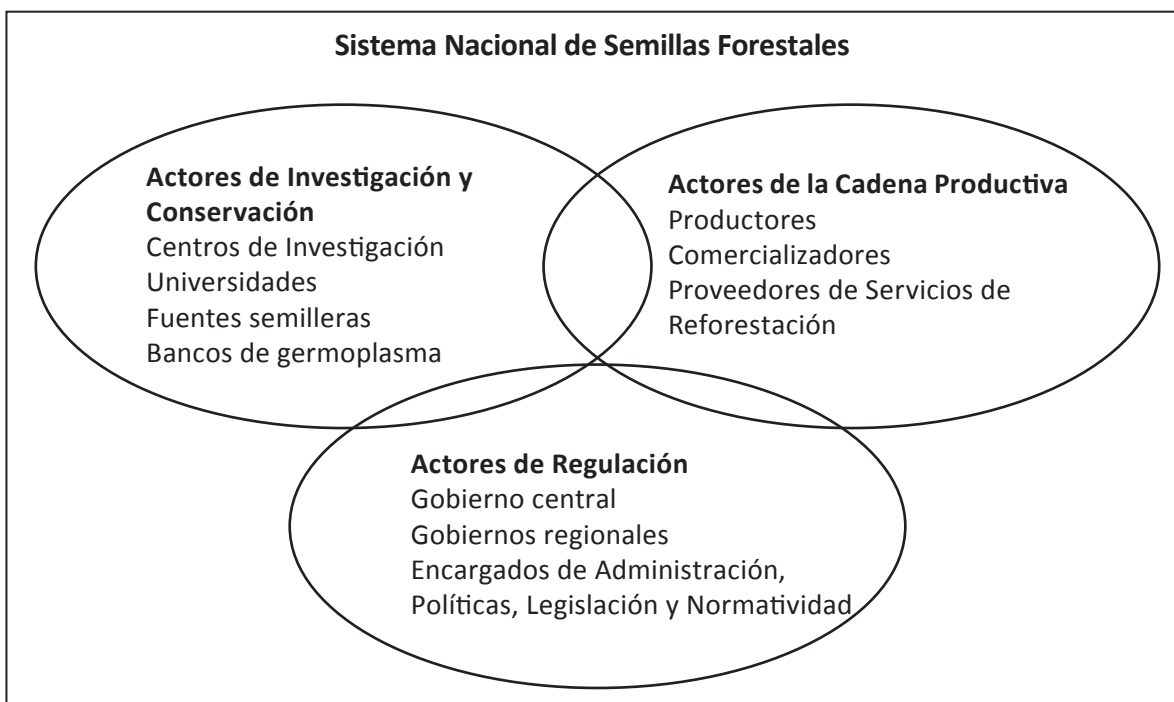 Sistema Nacional de Semillas Forestales
Actores de Investigación y
Conservación
Centros de Investigación
Universidades
Fuentes semilleras
Bancos de germoplasma
Actores de la Cadena Productiva
Productores
Comercializadores
Proveedores de Servicios de
Reforestación
Actores de Regulación
Gobierno central
Gobiernos regionales
Encargados de Administración,
Políticas, Legislación y Normatividad